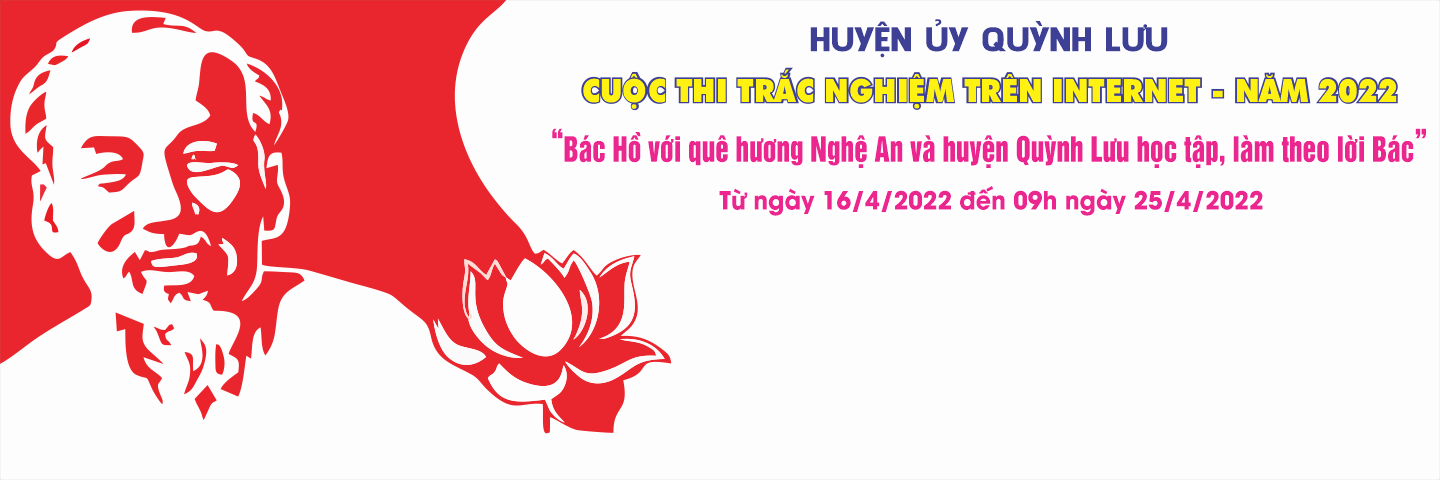 HUYỆN ỦY QUỲNH LƯU
CUỘC THI TRẮC NGHIỆM TRÊN INTERNET - NĂM 2022
“Bác Hồ với quê hương Nghệ An và huyện Quỳnh Lưu học tập, làm theo lời Bác”
Từ ngày 16/4/2022 đến 09h ngày 25/4/2022